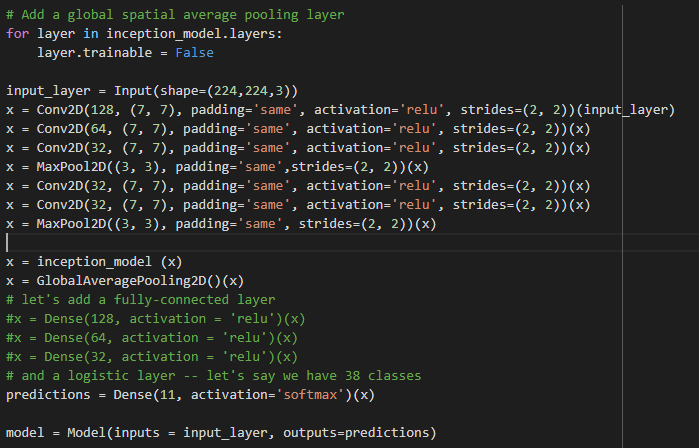 # Add a global spatial average pooling layer
for layer in inception_model.layers:
    layer.trainable = False
input_layer = Input(shape=(224,224,3))
x = Conv2D(128, (7, 7), padding='same', activation='relu', strides=(2, 2))(input_layer)
x = Conv2D(64, (7, 7), padding='same', activation='relu', strides=(2, 2))(x)
x = Conv2D(32, (7, 7), padding='same', activation='relu', strides=(2, 2))(x)
x = MaxPool2D((3, 3), padding='same',strides=(2, 2))(x)
x = Conv2D(32, (7, 7), padding='same', activation='relu', strides=(2, 2))(x)
x = Conv2D(32, (7, 7), padding='same', activation='relu', strides=(2, 2))(x)
x = MaxPool2D((3, 3), padding='same', strides=(2, 2))(x)
x = inception_model (x)
x = GlobalAveragePooling2D()(x)
# let's add a fully-connected layer
#x = Dense(128, activation = 'relu')(x)
#x = Dense(64, activation = 'relu')(x)
#x = Dense(32, activation = 'relu')(x)
# and a logistic layer -- let's say we have 38 classes
predictions = Dense(11, activation='softmax')(x)
model = Model(inputs = input_layer, outputs=predictions)